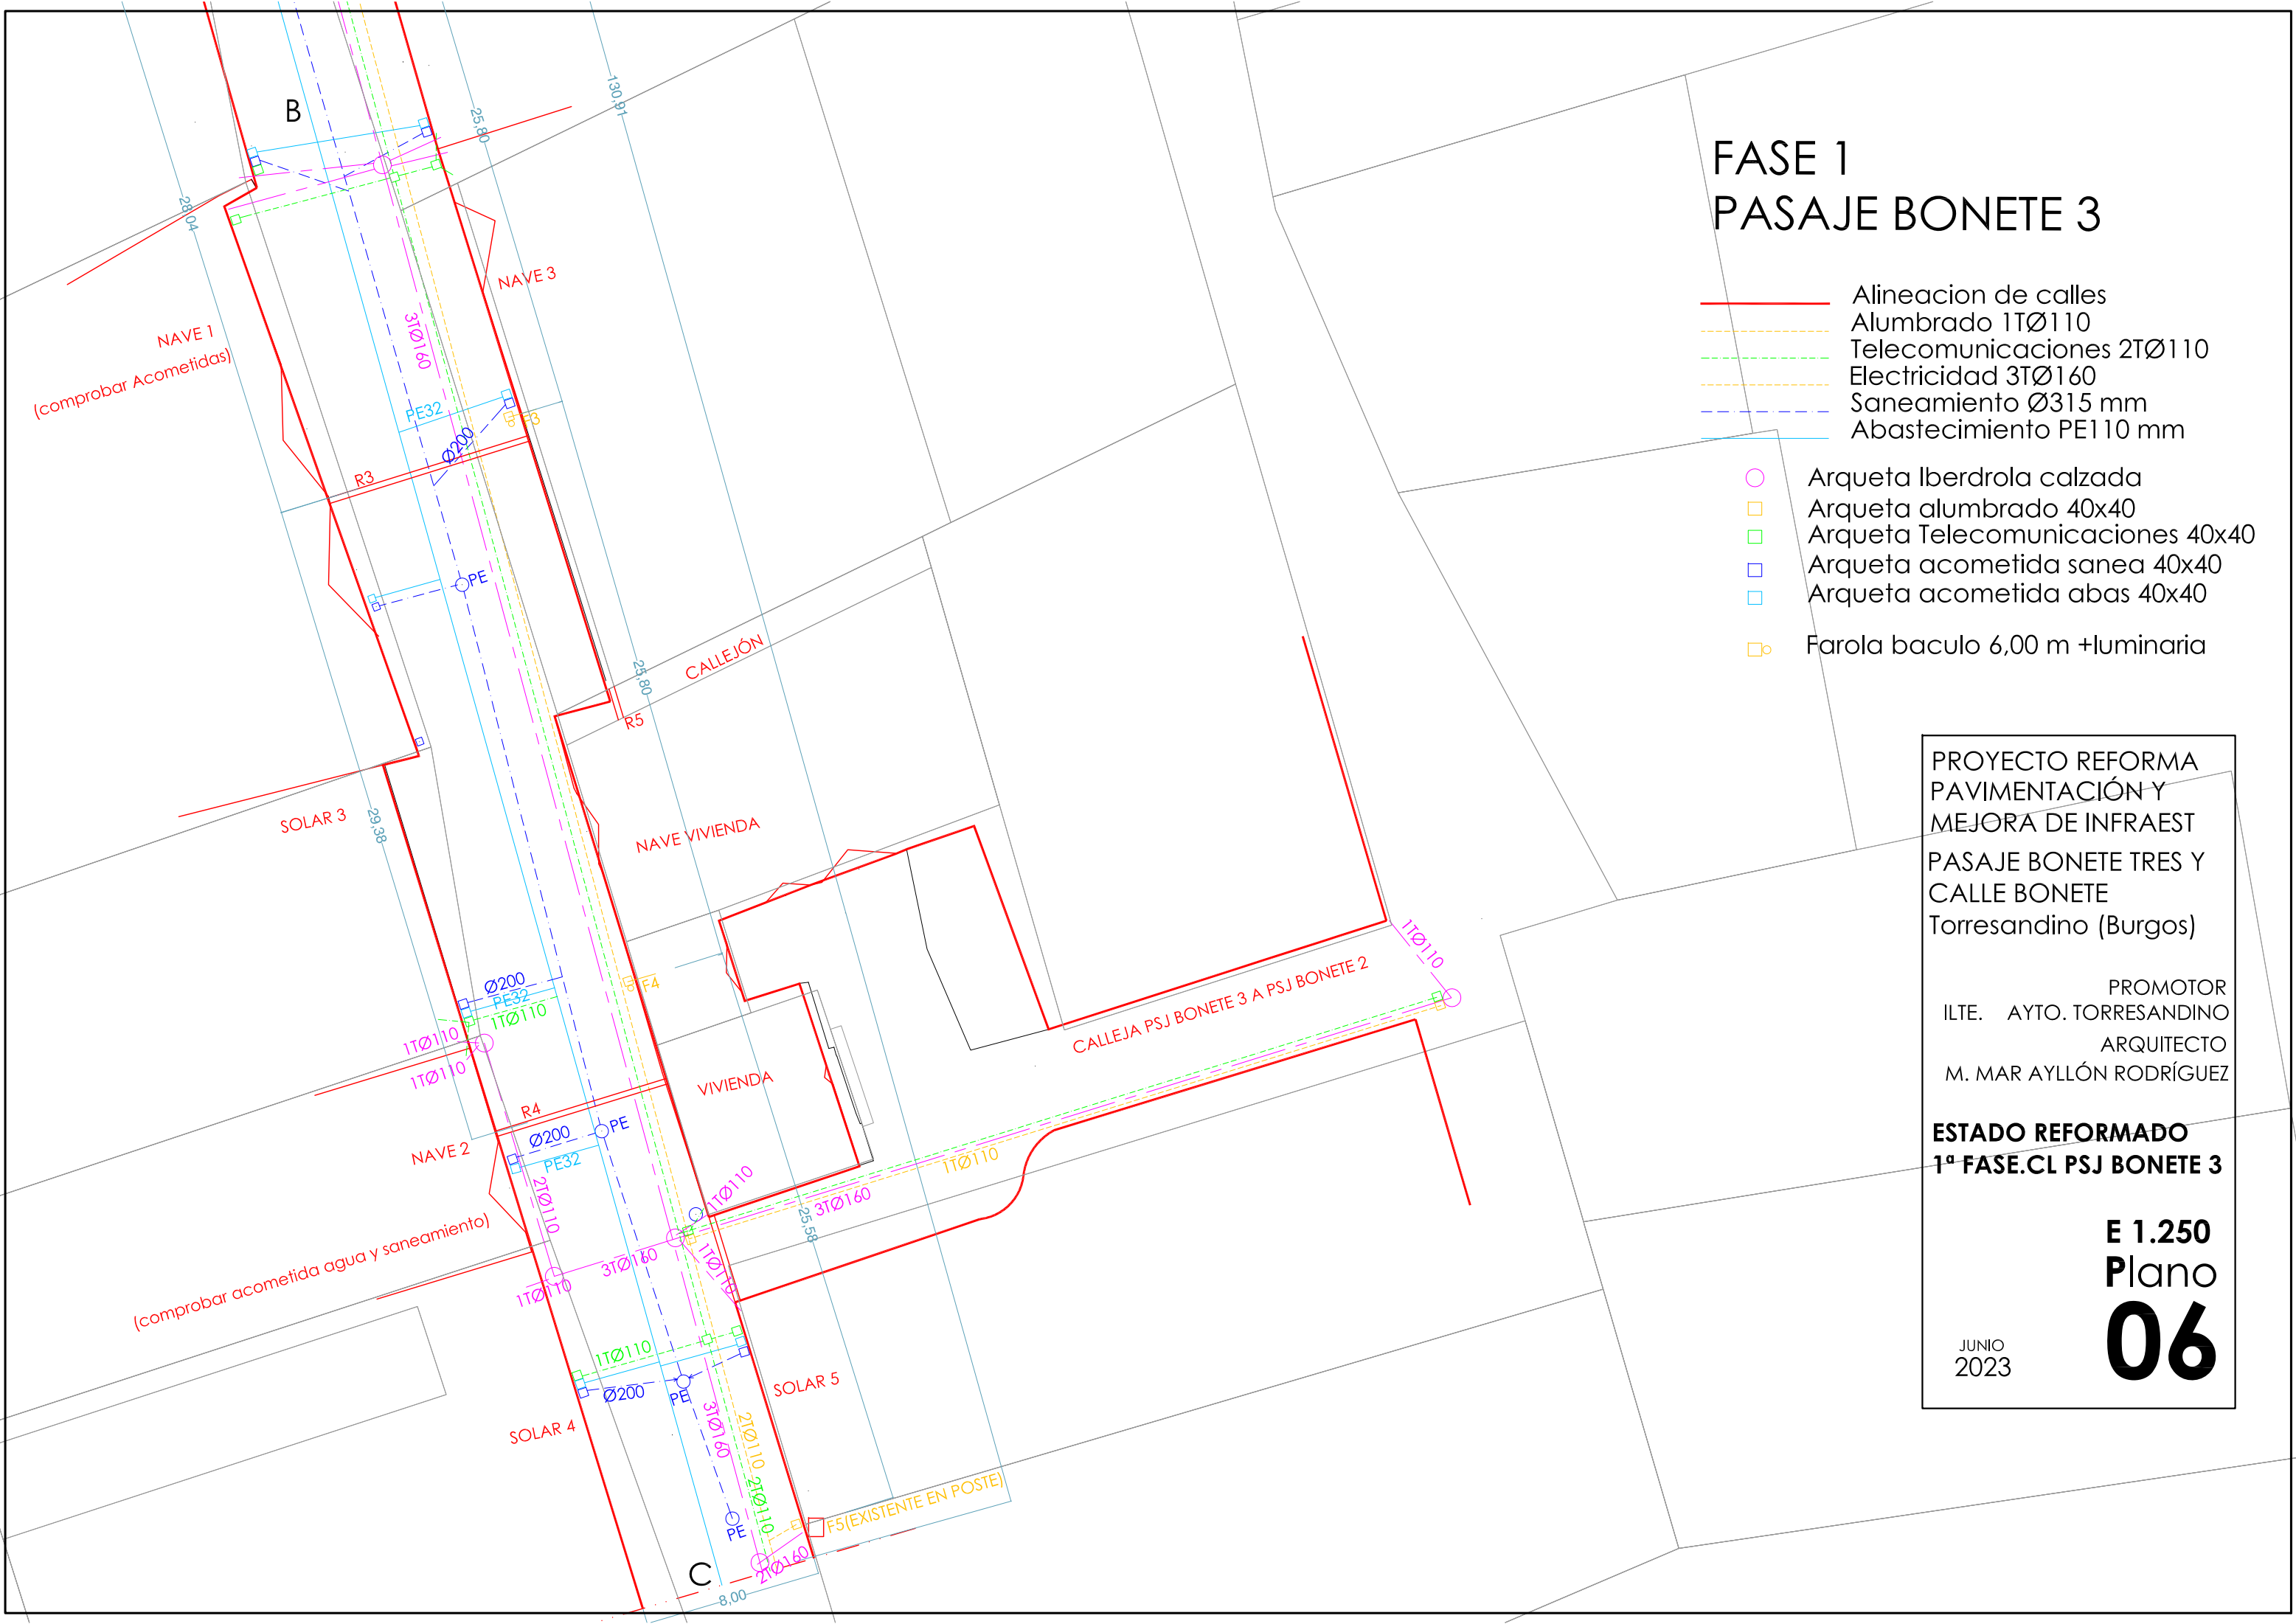 B
130,91
25,80
28,04
NAVE 3
NAVE 1
(comprobar Acometidas)
3TØ160
PE32
F3
Ø200
R3
PE
CALLEJÓN
25,80
R5
SOLAR 3
29,38
NAVE VIVIENDA
Ø200
PE32
1TØ110
F4
1TØ110
1TØ110
1TØ110
CALLEJA PSJ BONETE 3 A PSJ BONETE 2
VIVIENDA
R4
Ø200
PE
NAVE 2
PE32
1TØ110
2TØ110
1TØ110
3TØ160
25,58
(comprobar acometida agua y saneamiento)
3TØ160
1TØ110
1TØ110
1TØ110
Ø200
PE
SOLAR 5
SOLAR 4
3TØ160
2TØ110
2TØ110
F5(EXISTENTE EN POSTE)
PE
C
2TØ160
8,00
FASE 1
PASAJE BONETE 3
Alineacion de calles
Alumbrado 1TØ110
Telecomunicaciones 2TØ110
Electricidad 3TØ160
Saneamiento Ø315 mm
Abastecimiento PE110 mm
Arqueta Iberdrola calzada
Arqueta alumbrado 40x40
Arqueta Telecomunicaciones 40x40
Arqueta acometida sanea 40x40
Arqueta acometida abas 40x40
Farola baculo 6,00 m +luminaria
PROYECTO REFORMA
PAVIMENTACIÓN Y
MEJORA DE INFRAEST
PASAJE BONETE TRES Y
CALLE BONETE
Torresandino (Burgos)
PROMOTOR
ILTE. AYTO. TORRESANDINO
ARQUITECTO
M. MAR AYLLÓN RODRÍGUEZ
ESTADO REFORMADO
1ª FASE.CL PSJ BONETE 3
E 1.250
Plano
06
JUNIO
2023